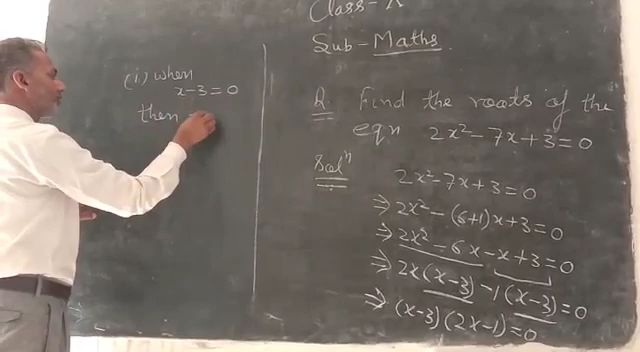 Class-X
Sub-Maths.
Q. Find the roots of the
eqn 2x²-7x+3=0
Solⁿ
2x²-7x+3=0
⇒ 2x²-(6+1)x+3=0
⇒ 2x²-6x-x+3=0
⇒ 2x(x-3)-1(x-3)=0
⇒ (x-3)(2x-1)=0
(i) when
x-3=0
then